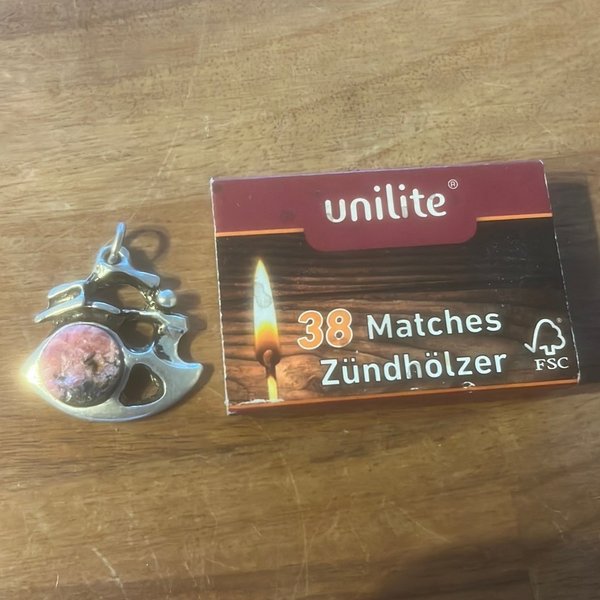 unilite®
38 Matches
Zündhölzer
FSC